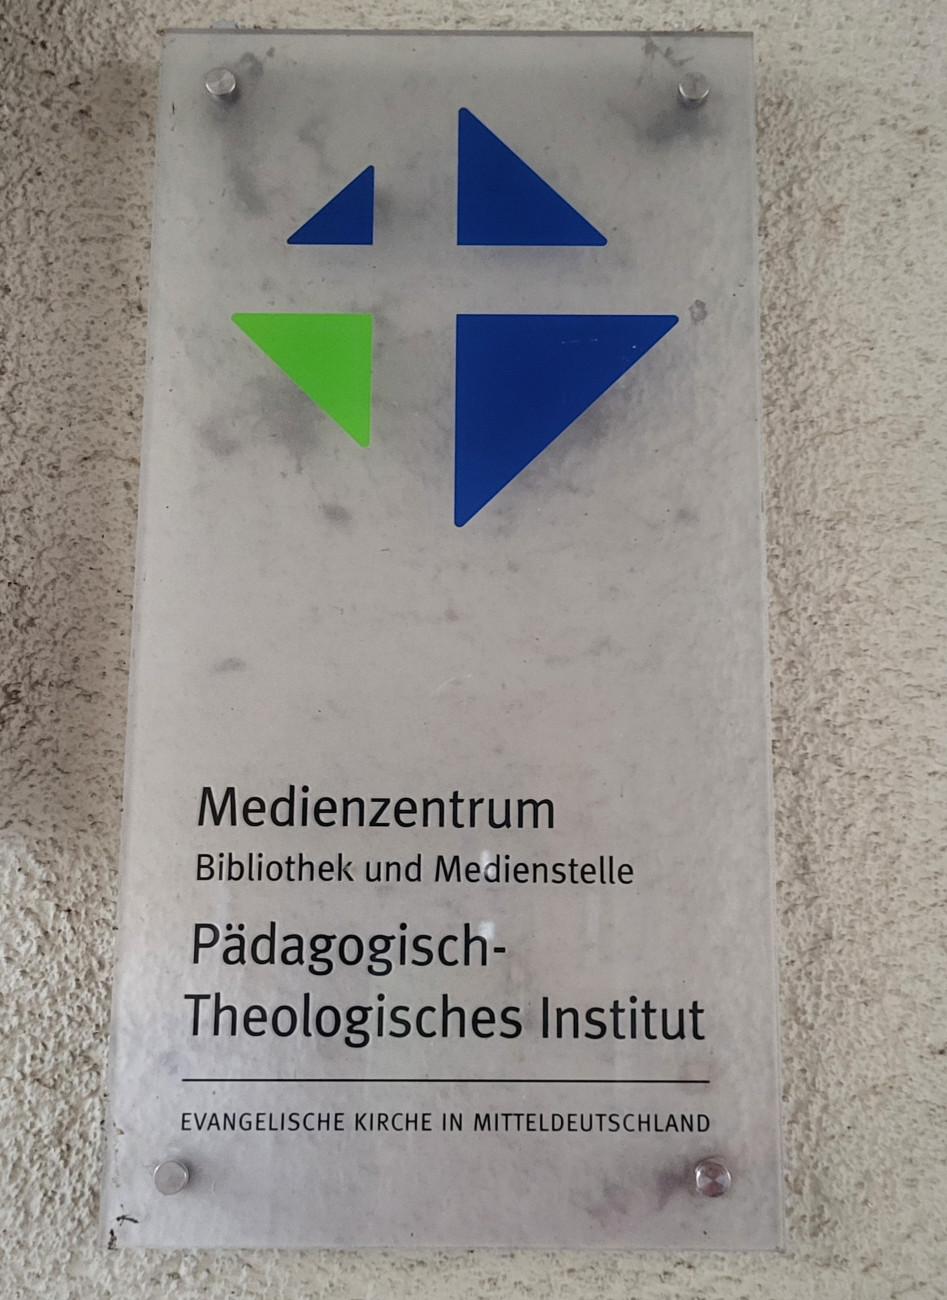 Medienzentrum
Bibliothek und Medienstelle
Pädagogisch-
Theologisches Institut
EVANGELISCHE KIRCHE IN MITTELDEUTSCHLAND